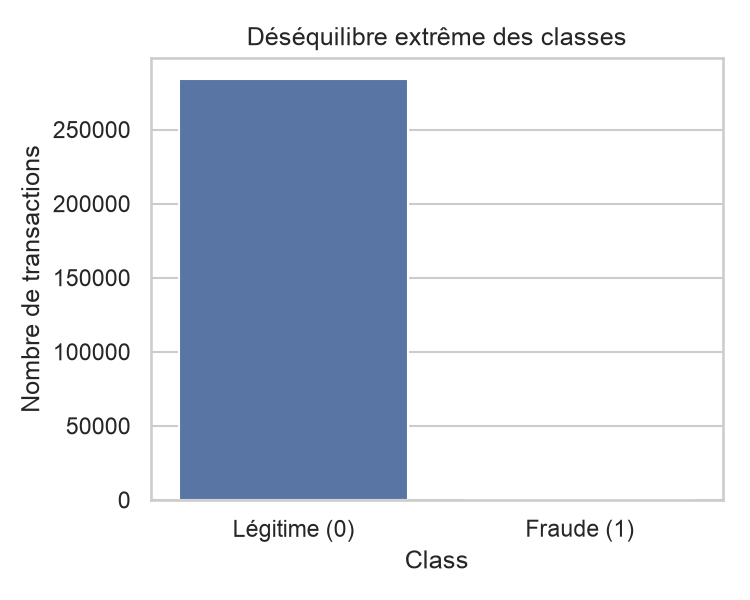 Déséquilibre extrême des classes
Nombre de transactions
250000
200000
150000
100000
50000
0
Légitime (0)
Fraude (1)
Class